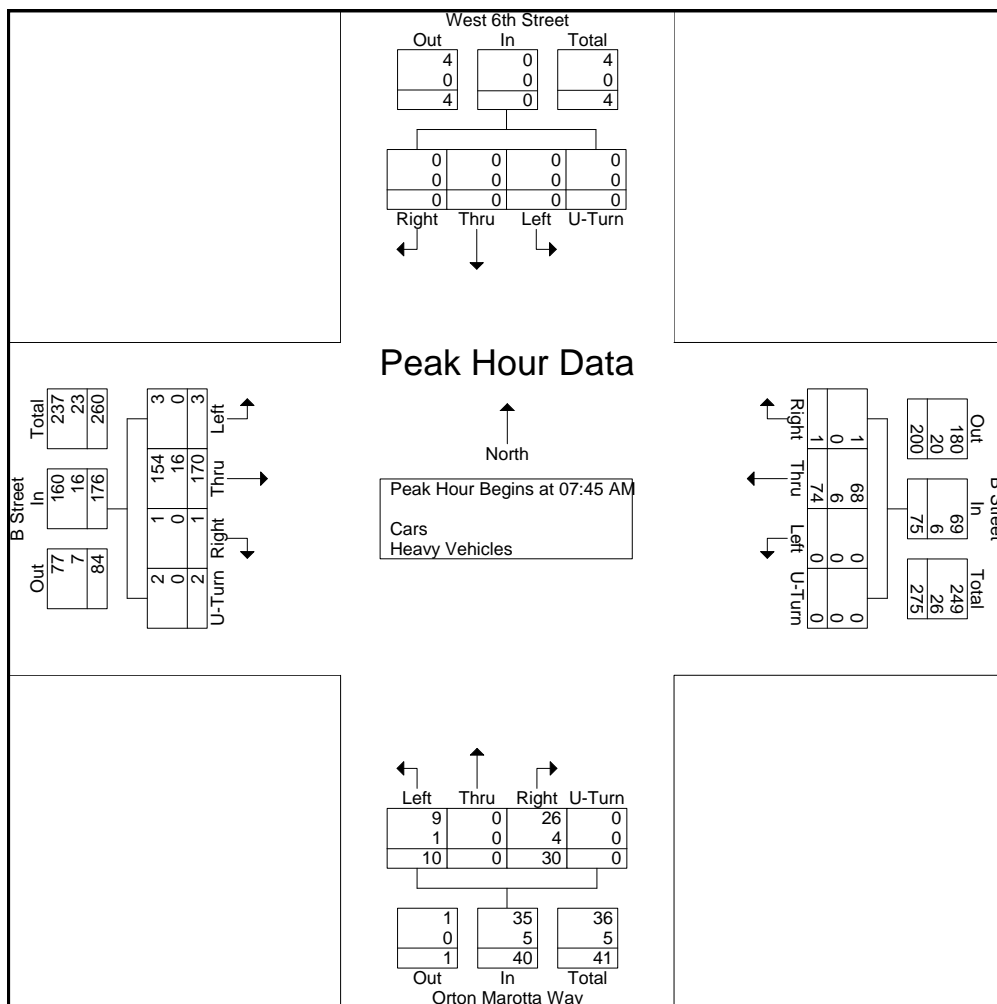 West 6th Street
Out In Total
4 0 4
0 0 0
4 0 4
0 0 0 0
0 0 0 0
0 0 0 0
Right Thru Left U-Turn
Peak Hour Data
North
Peak Hour Begins at 07:45 AM
Cars
Heavy Vehicles
B Street
Out In Total
77 160 237
7 16 23
84 176 260
3 154 1 2
0 16 0 0
3 170 1 2
Left Thru Right U-Turn
B Street
Out In Total
180 69 249
20 6 26
200 75 275
1 68 0 0
0 6 0 0
1 74 0 0
Right Thru Left U-Turn
Left Thru Right U-Turn
9 0 26 0
1 0 4 0
10 0 30 0
1 35 36
0 5 5
1 40 41
Out In Total
Orton Marotta Way